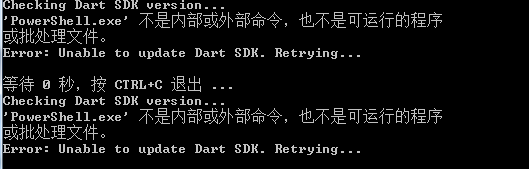 Checking Dart SDK version...
'PowerShell.exe' 不是内部或外部命令，也不是可运行的程序
或批处理文件。
Error: Unable to update Dart SDK. Retrying...
等待 0 秒，按 CTRL+C 退出 ...
Checking Dart SDK version...
'PowerShell.exe' 不是内部或外部命令，也不是可运行的程序
或批处理文件。
Error: Unable to update Dart SDK. Retrying...